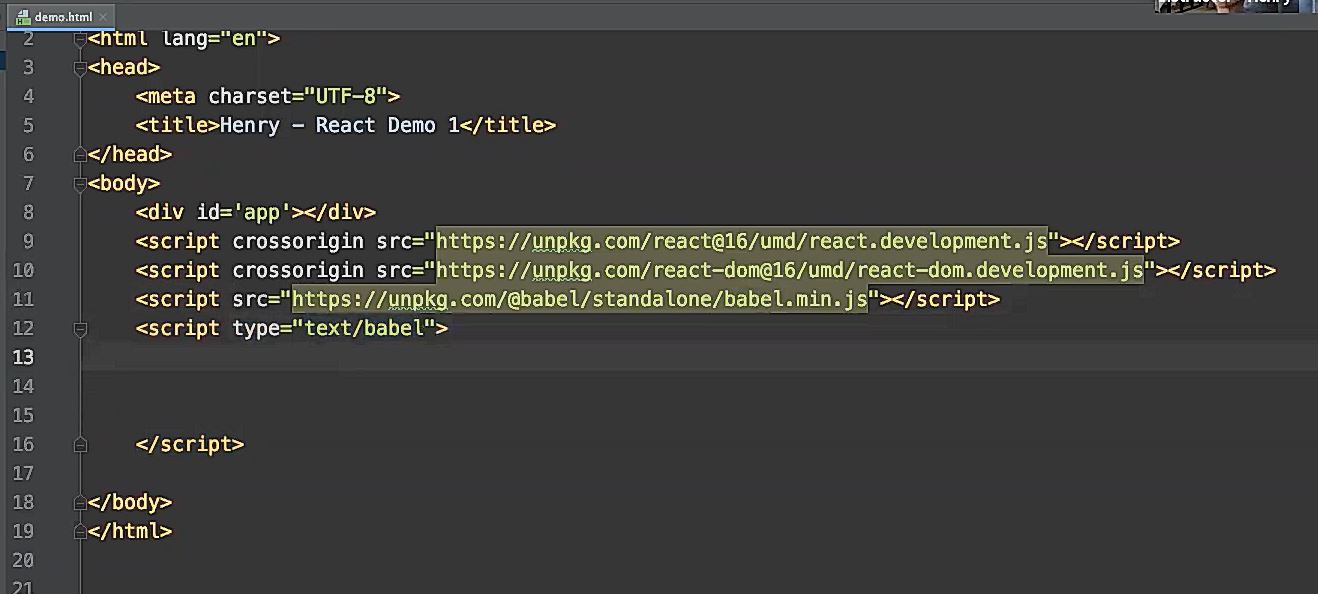 demo.html
2 <html lang="en">
3 <head>
4     <meta charset="UTF-8">
5     <title>Henry - React Demo 1</title>
6 </head>
7 <body>
8     <div id='app'></div>
9     <script crossorigin src="https://unpkg.com/react@16/umd/react.development.js"></script>
10     <script crossorigin src="https://unpkg.com/react-dom@16/umd/react-dom.development.js"></script>
11     <script src="https://unpkg.com/@babel/standalone/babel.min.js"></script>
12     <script type="text/babel">
13
14
15
16     </script>
17
18 </body>
19 </html>
20
21